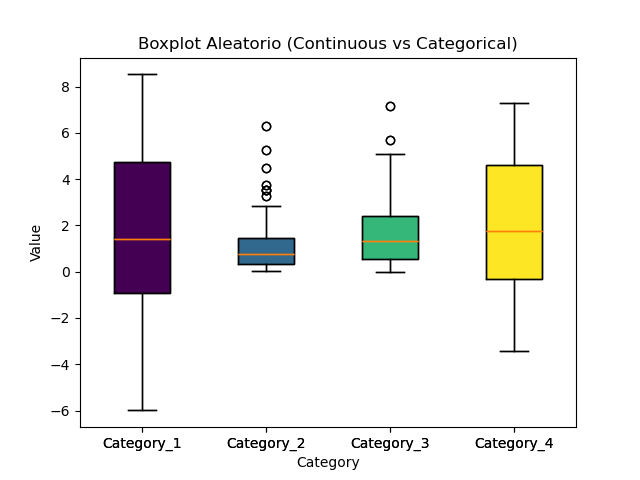 Boxplot Aleatorio (Continuous vs Categorical)
Value
8
6
4
2
0
−2
−4
−6
Category_1 Category_2 Category_3 Category_4
Category